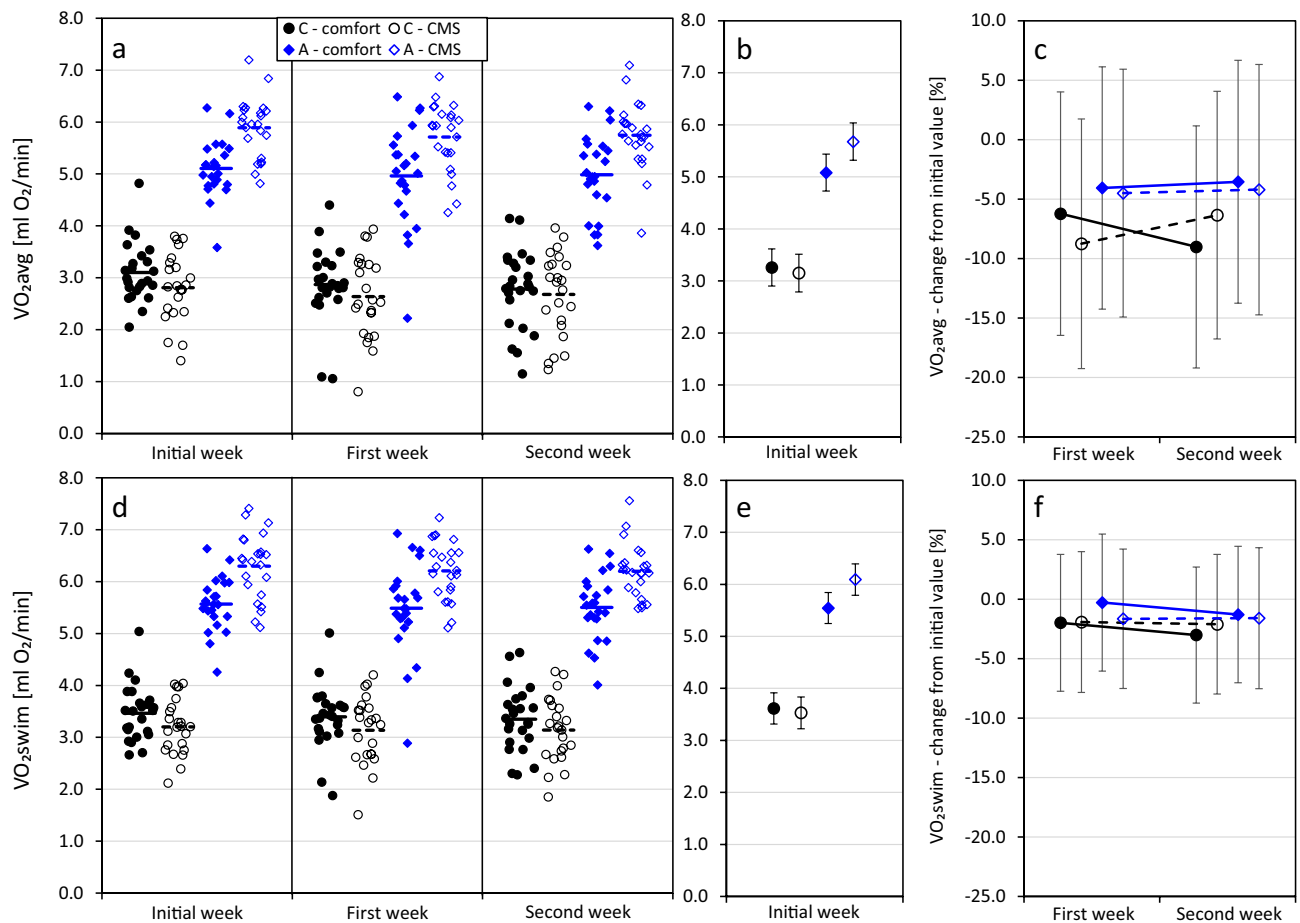 a
C - comfort C - CMS
A - comfort A - CMS
VO₂avg [ml O₂/min]
8.0
7.0
6.0
5.0
4.0
3.0
2.0
1.0
0.0
Initial week First week Second week
b
8.0
7.0
6.0
5.0
4.0
3.0
2.0
1.0
0.0
Initial week
c
VO₂avg - change from initial value [%]
10.0
5.0
0.0
-5.0
-10.0
-15.0
-20.0
-25.0
First week Second week
d
VO₂swim [ml O₂/min]
8.0
7.0
6.0
5.0
4.0
3.0
2.0
1.0
0.0
Initial week First week Second week
e
8.0
7.0
6.0
5.0
4.0
3.0
2.0
1.0
0.0
Initial week
f
VO₂swim - change from initial value [%]
10.0
5.0
0.0
-5.0
-10.0
-15.0
-20.0
-25.0
First week Second week